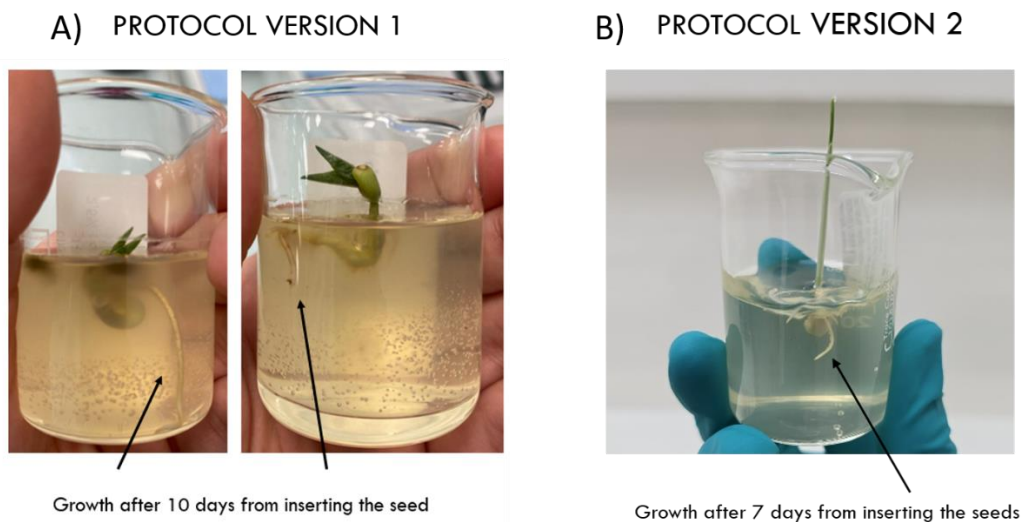 A) PROTOCOL VERSION 1
B) PROTOCOL VERSION 2
Growth after 10 days from inserting the seed
Growth after 7 days from inserting the seeds